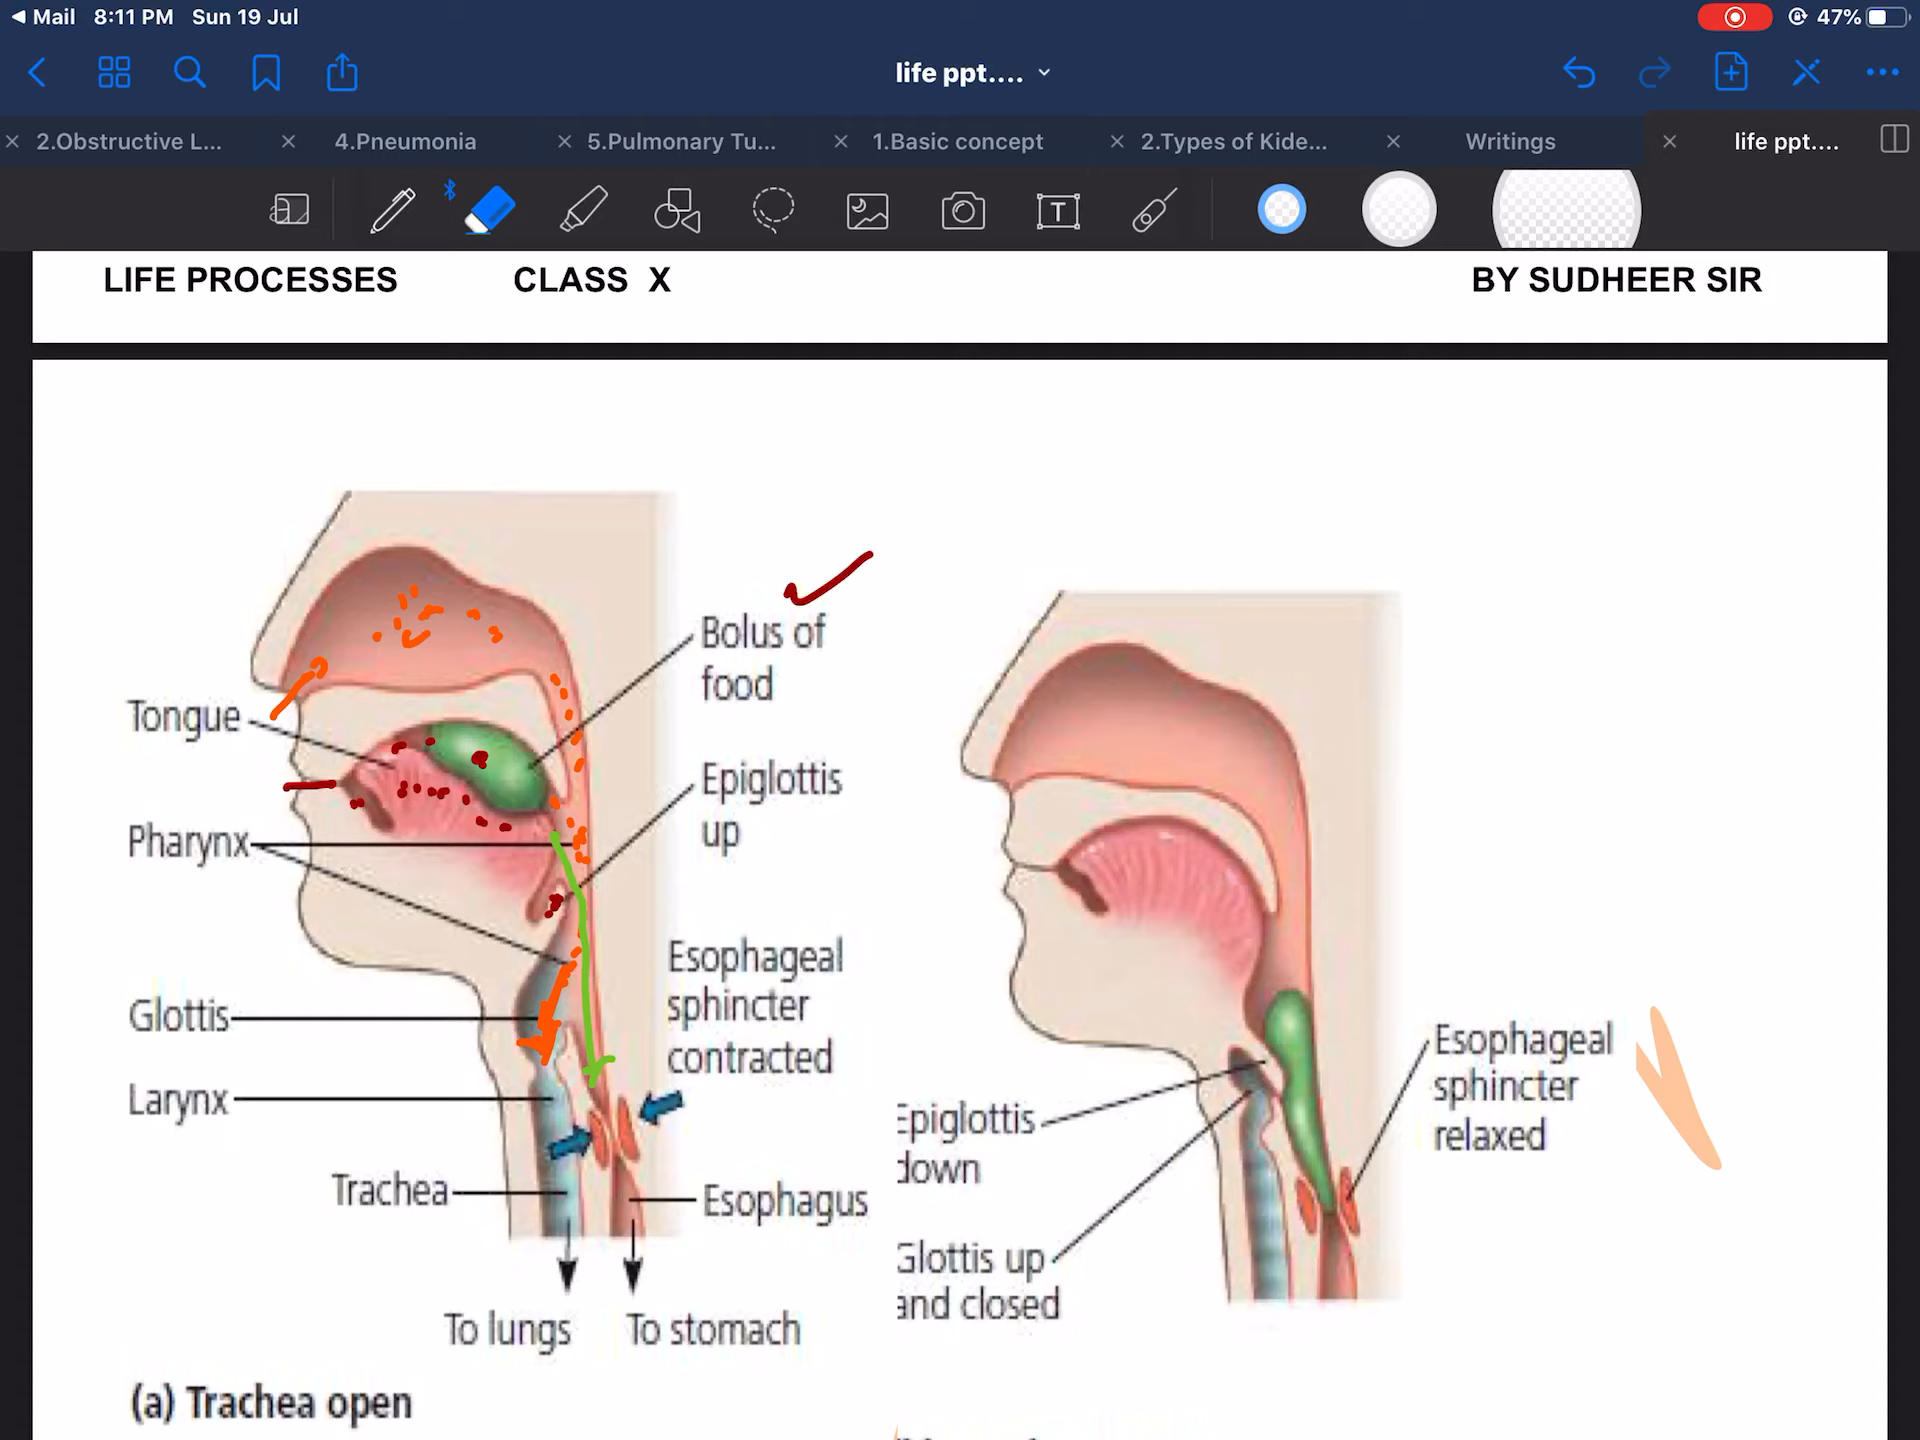 Mail 8:11 PM Sun 19 Jul 47%
life ppt....
2.Obstructive L... 4.Pneumonia 5.Pulmonary Tu... 1.Basic concept 2.Types of Kide... Writings life ppt....
T
LIFE PROCESSES CLASS X BY SUDHEER SIR
Bolus of
food
Tongue
Epiglottis
up
Pharynx
Esophageal
sphincter
contracted
Glottis
Larynx
Trachea
Esophagus
To lungs
To stomach
(a) Trachea open
Esophageal
sphincter
relaxed
Epiglottis
down
Glottis up
and closed